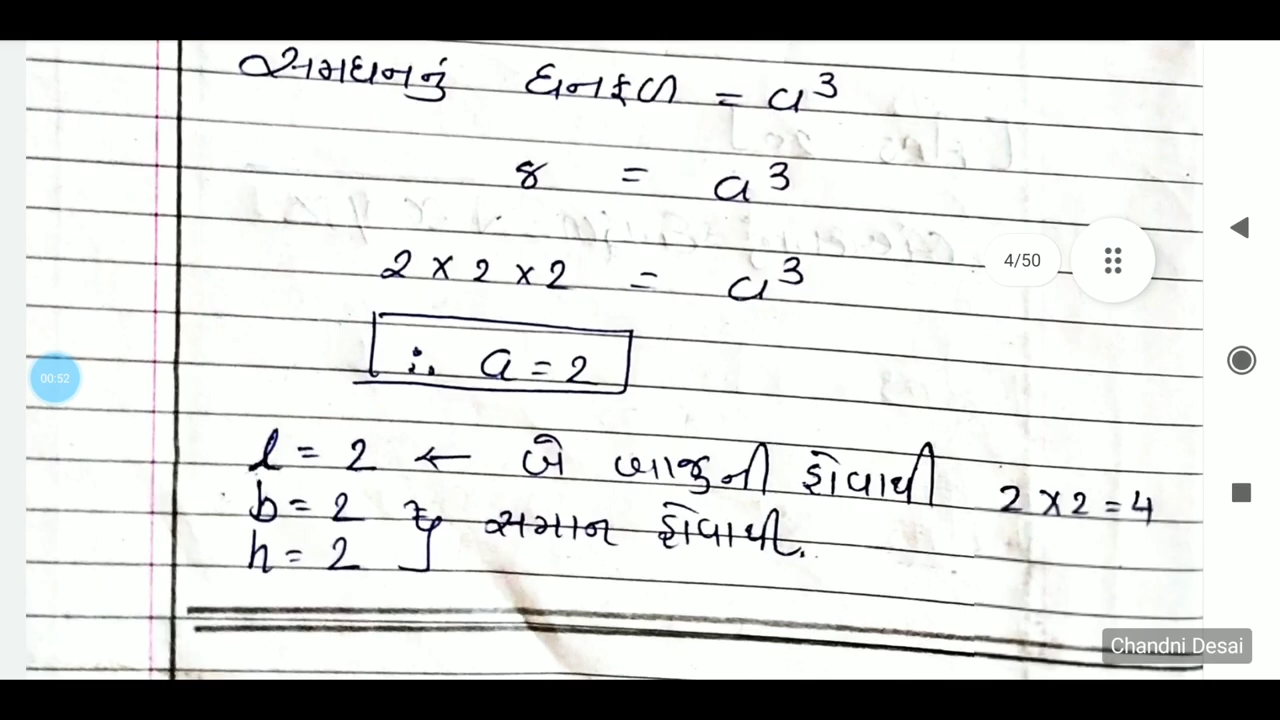 સમઘનનું ઘનફળ = a³
8 = a³
2 × 2 × 2 = a³
4/50
∴ a = 2
00:52
l = 2 ← બે બાજુની હોવાથી 2 × 2 = 4
b = 2 } સમાન હોવાથી.
h = 2
Chandni Desai